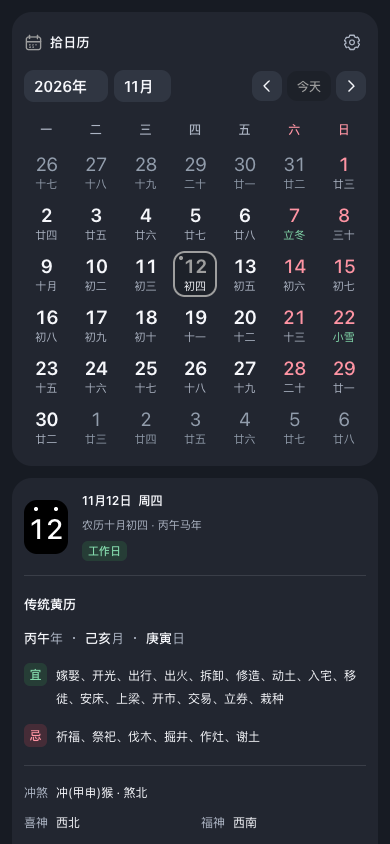 拾日历
2026年 11月 今天
一 二 三 四 五 六 日
26 27 28 29 30 31 1
十七 十八 十九 二十 廿一 廿二 廿三
2 3 4 5 6 7 8
廿四 廿五 廿六 廿七 廿八 立冬 三十
9 10 11 12 13 14 15
十月 初二 初三 初四 初五 初六 初七
16 17 18 19 20 21 22
初八 初九 初十 十一 十二 十三 小雪
23 24 25 26 27 28 29
十五 十六 十七 十八 十九 二十 廿一
30 1 2 3 4 5 6
廿二 廿三 廿四 廿五 廿六 廿七 廿八
11月12日 周四
12
农历十月初四 · 丙午马年
工作日
传统黄历
丙午年 · 己亥月 · 庚寅日
宜 嫁娶、开光、出行、出火、拆卸、修造、动土、入宅、移
徙、安床、上梁、开市、交易、立券、栽种
忌 祈福、祭祀、伐木、掘井、作灶、谢土
冲煞 冲(甲申)猴 · 煞北
喜神 西北 福神 西南